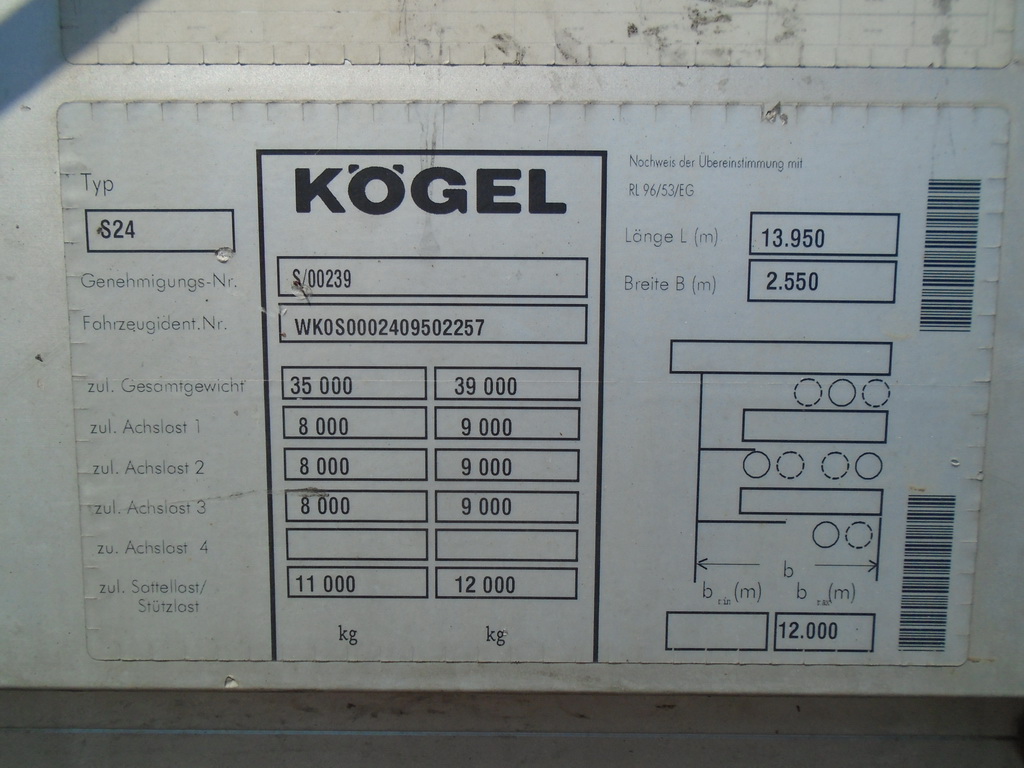 KÖGEL
Typ
S24
Genehmigungs-Nr. S/00239
Fahrzeugident.Nr. WK0S0002409502257
zul. Gesamtgewicht 35 000 39 000
zul. Achslast 1 8 000 9 000
zul. Achslast 2 8 000 9 000
zul. Achslast 3 8 000 9 000
zu. Achslast 4
zul. Sattellast/ 11 000 12 000
Stützlast
kg kg
Nachweis der Übereinstimmung mit
RL 96/53/EG
Länge L (m) 13.950
Breite B (m) 2.550
b
b min (m) b max (m)
12.000